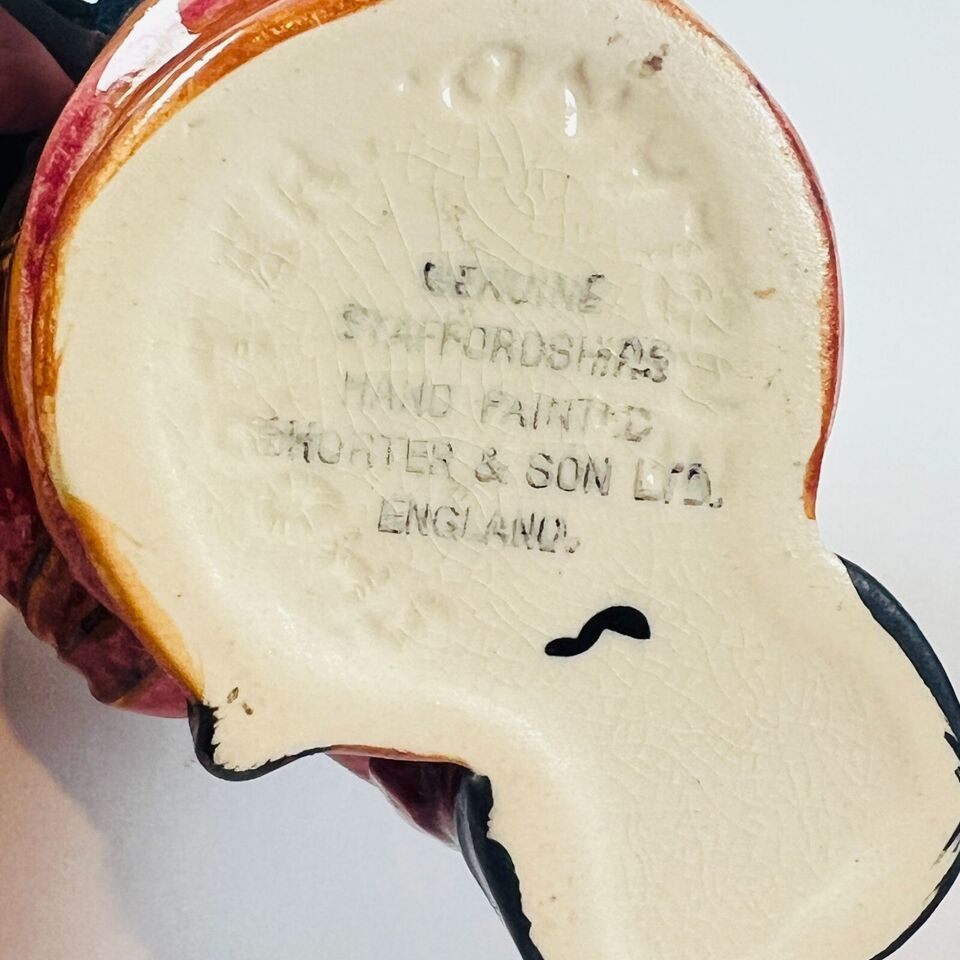 GENUINE
STAFFORDSHIRE
HAND PAINTED
SHORTER & SON LTD.
ENGLAND.